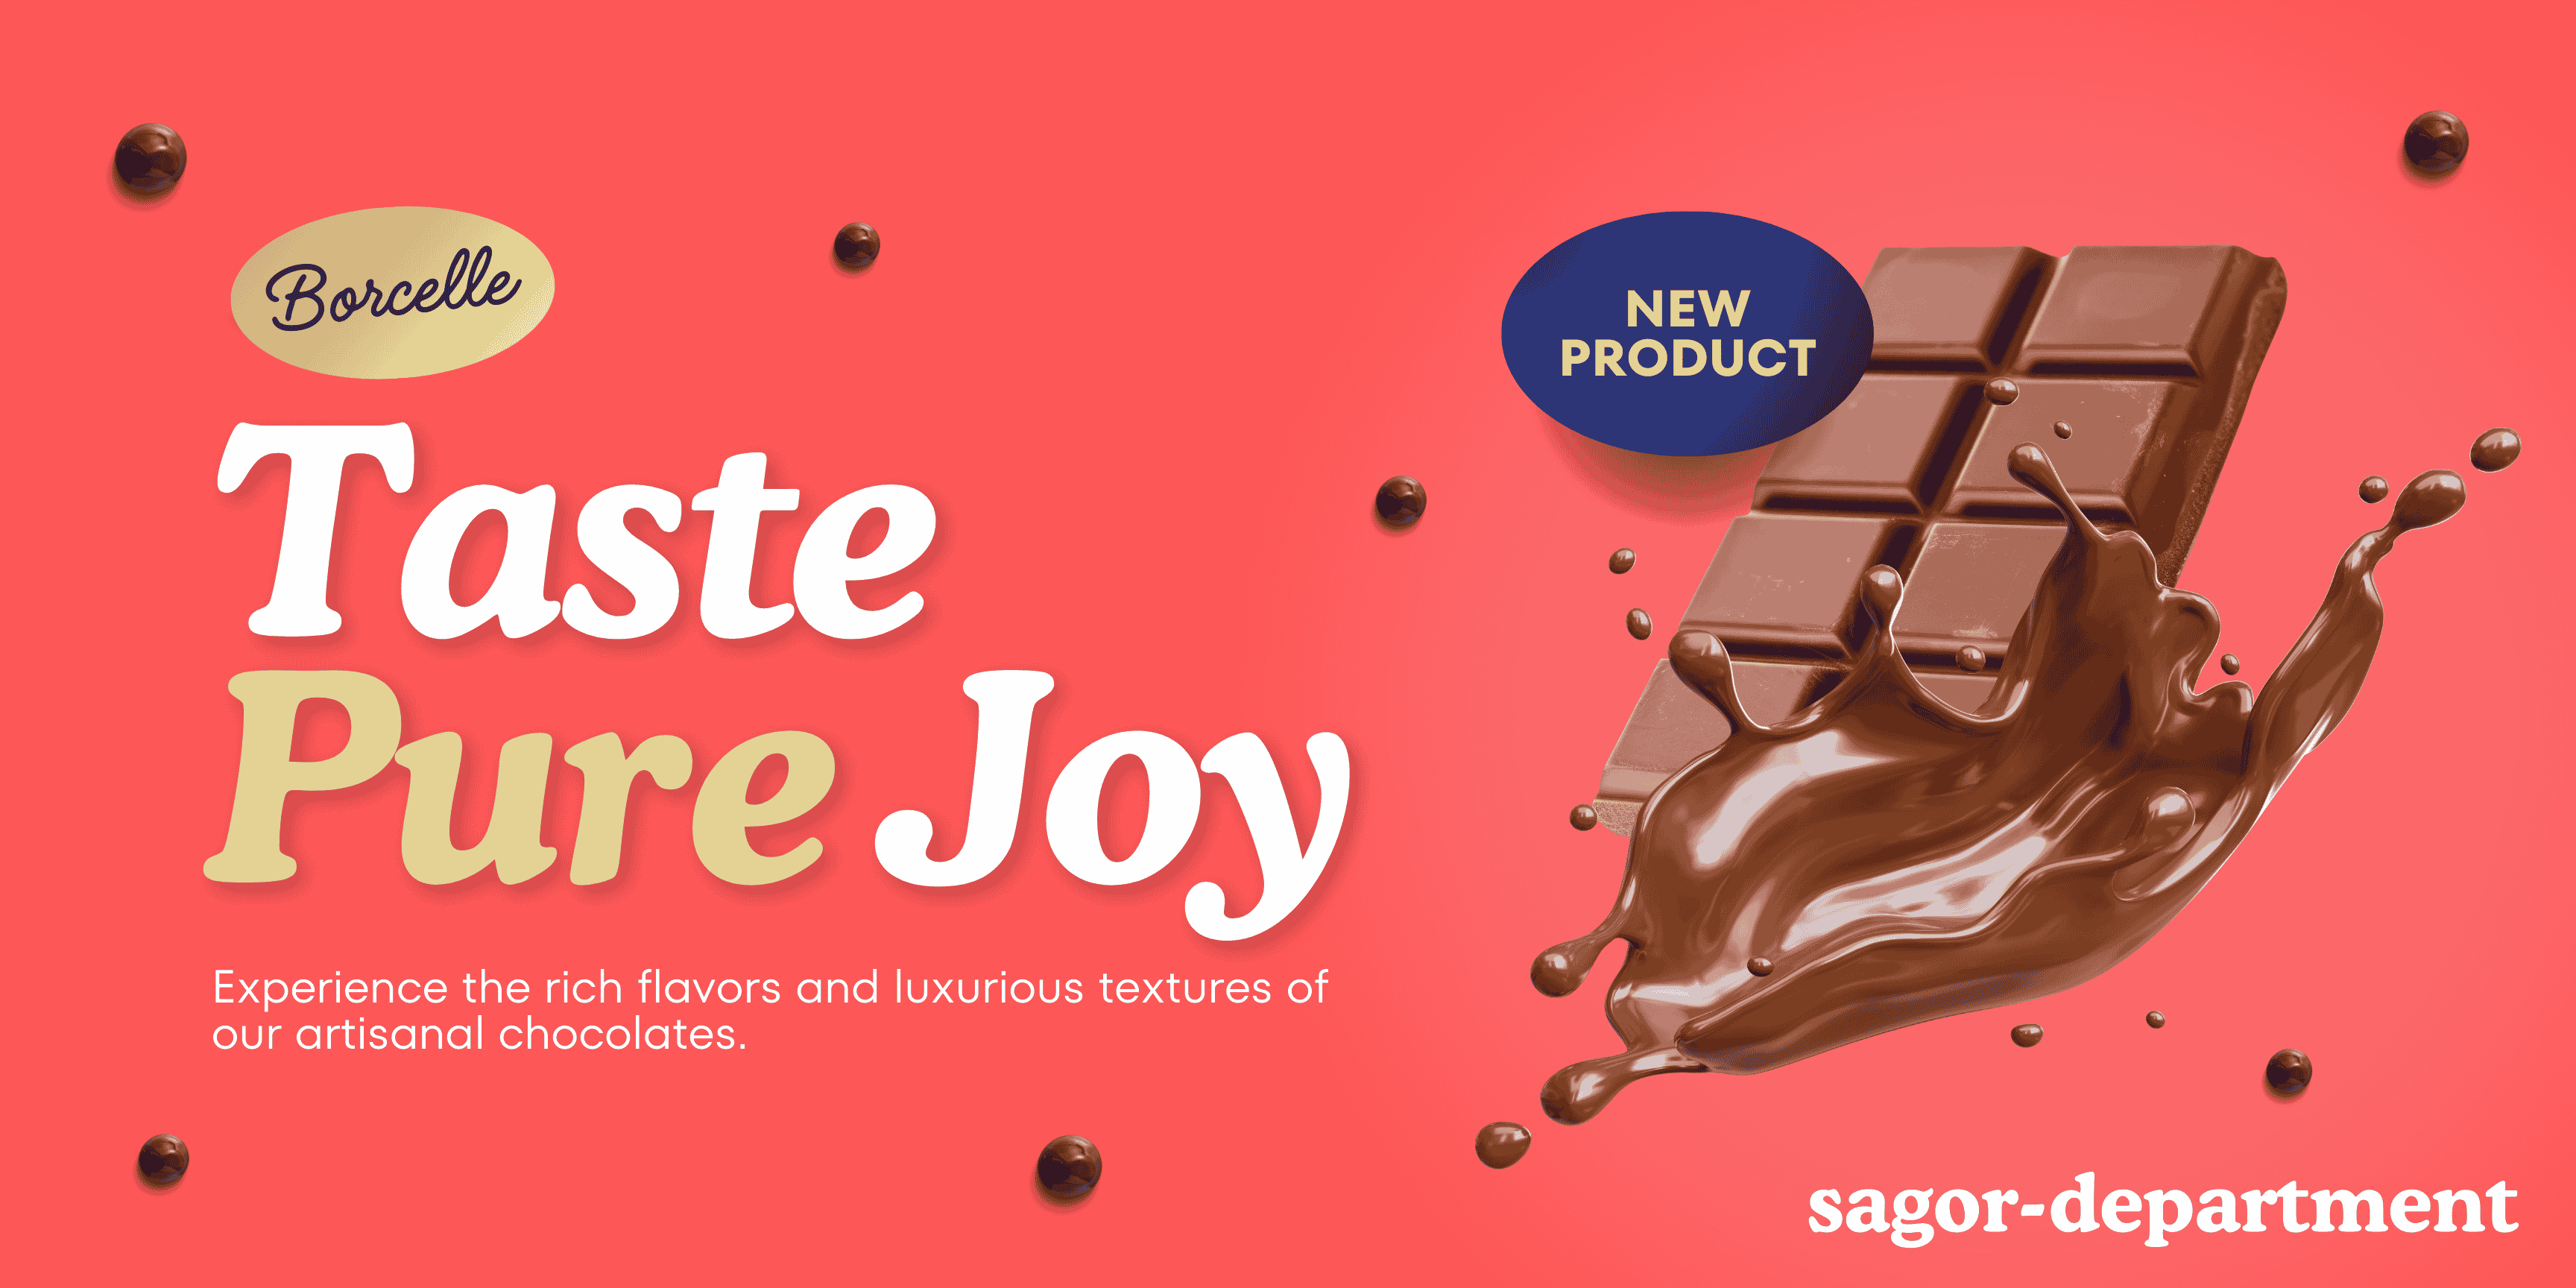 Borcelle
Taste
Pure Joy
Experience the rich flavors and luxurious textures of
our artisanal chocolates.
NEW
PRODUCT
sagor-department